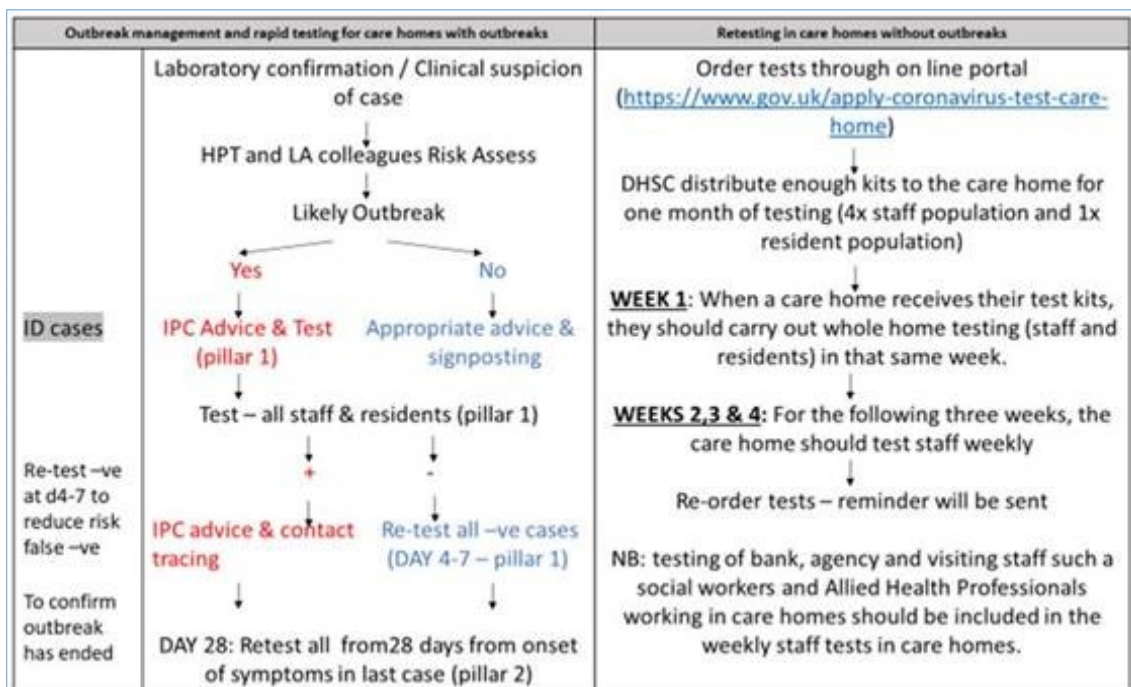 Outbreak management and rapid testing for care homes with outbreaks
Laboratory confirmation / Clinical suspicion
of case
HPT and LA colleagues Risk Assess
Likely Outbreak
Yes
No
ID cases
IPC Advice & Test
(pillar 1)
Appropriate advice &
signposting
Test – all staff & residents (pillar 1)
+
-
Re-test –ve
at d4-7 to
reduce risk
false –ve
IPC advice & contact
tracing
Re-test all –ve cases
(DAY 4-7 – pillar 1)
To confirm
outbreak
has ended
DAY 28: Retest all from28 days from onset
of symptoms in last case (pillar 2)
Retesting in care homes without outbreaks
Order tests through on line portal
(https://www.gov.uk/apply-coronavirus-test-care-
home)
DHSC distribute enough kits to the care home for
one month of testing (4x staff population and 1x
resident population)
WEEK 1: When a care home receives their test kits,
they should carry out whole home testing (staff and
residents) in that same week.
WEEKS 2,3 & 4: For the following three weeks, the
care home should test staff weekly
Re-order tests – reminder will be sent
NB: testing of bank, agency and visiting staff such a
social workers and Allied Health Professionals
working in care homes should be included in the
weekly staff tests in care homes.